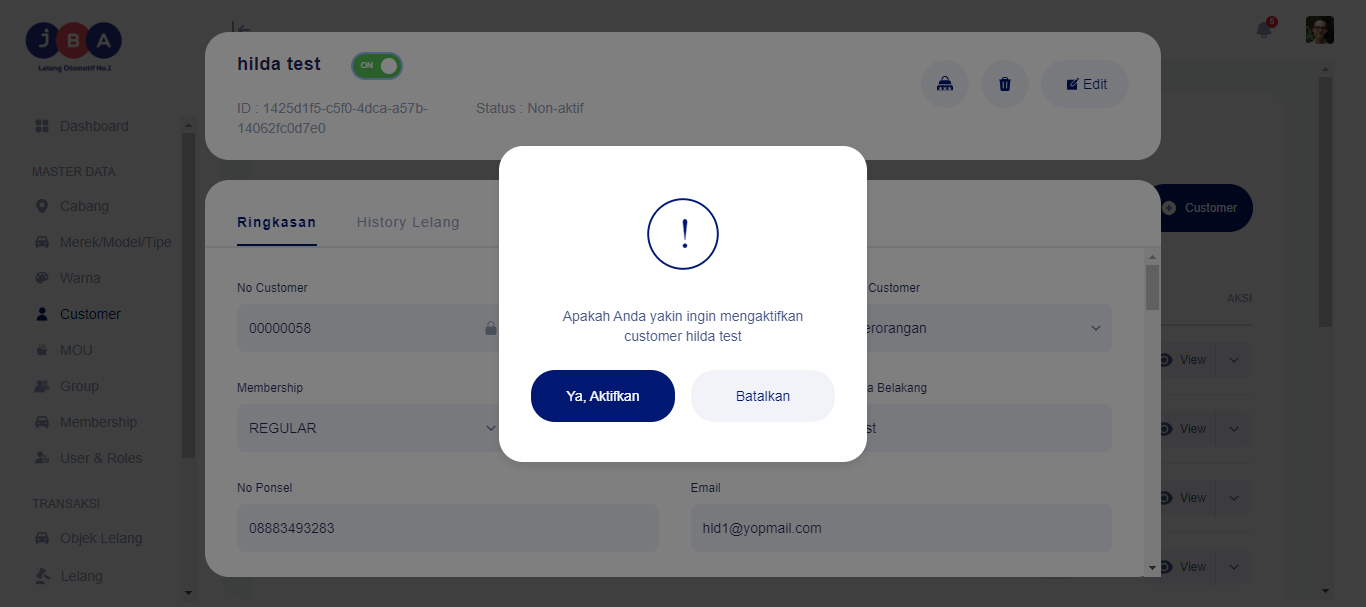 JBA
Lelang Otomotif No.1
6
Dashboard
MASTER DATA
Cabang
Merek/Model/Tipe
Warna
Customer
MOU
Group
Membership
User & Roles
TRANSAKSI
Objek Lelang
Lelang
hilda test
ON
ID : 1425d1f5-c5f0-4dca-a57b-
14062fc0d7e0
Status : Non-aktif
Edit
Ringkasan
History Lelang
No Customer
00000058
Customer
erorangan
Membership
REGULAR
Belakang
No Ponsel
08883493283
Email
hld1@yopmail.com
!
Apakah Anda yakin ingin mengaktifkan
customer hilda test
Ya, Aktifkan
Batalkan
Customer
AKSI
View
View
View
View